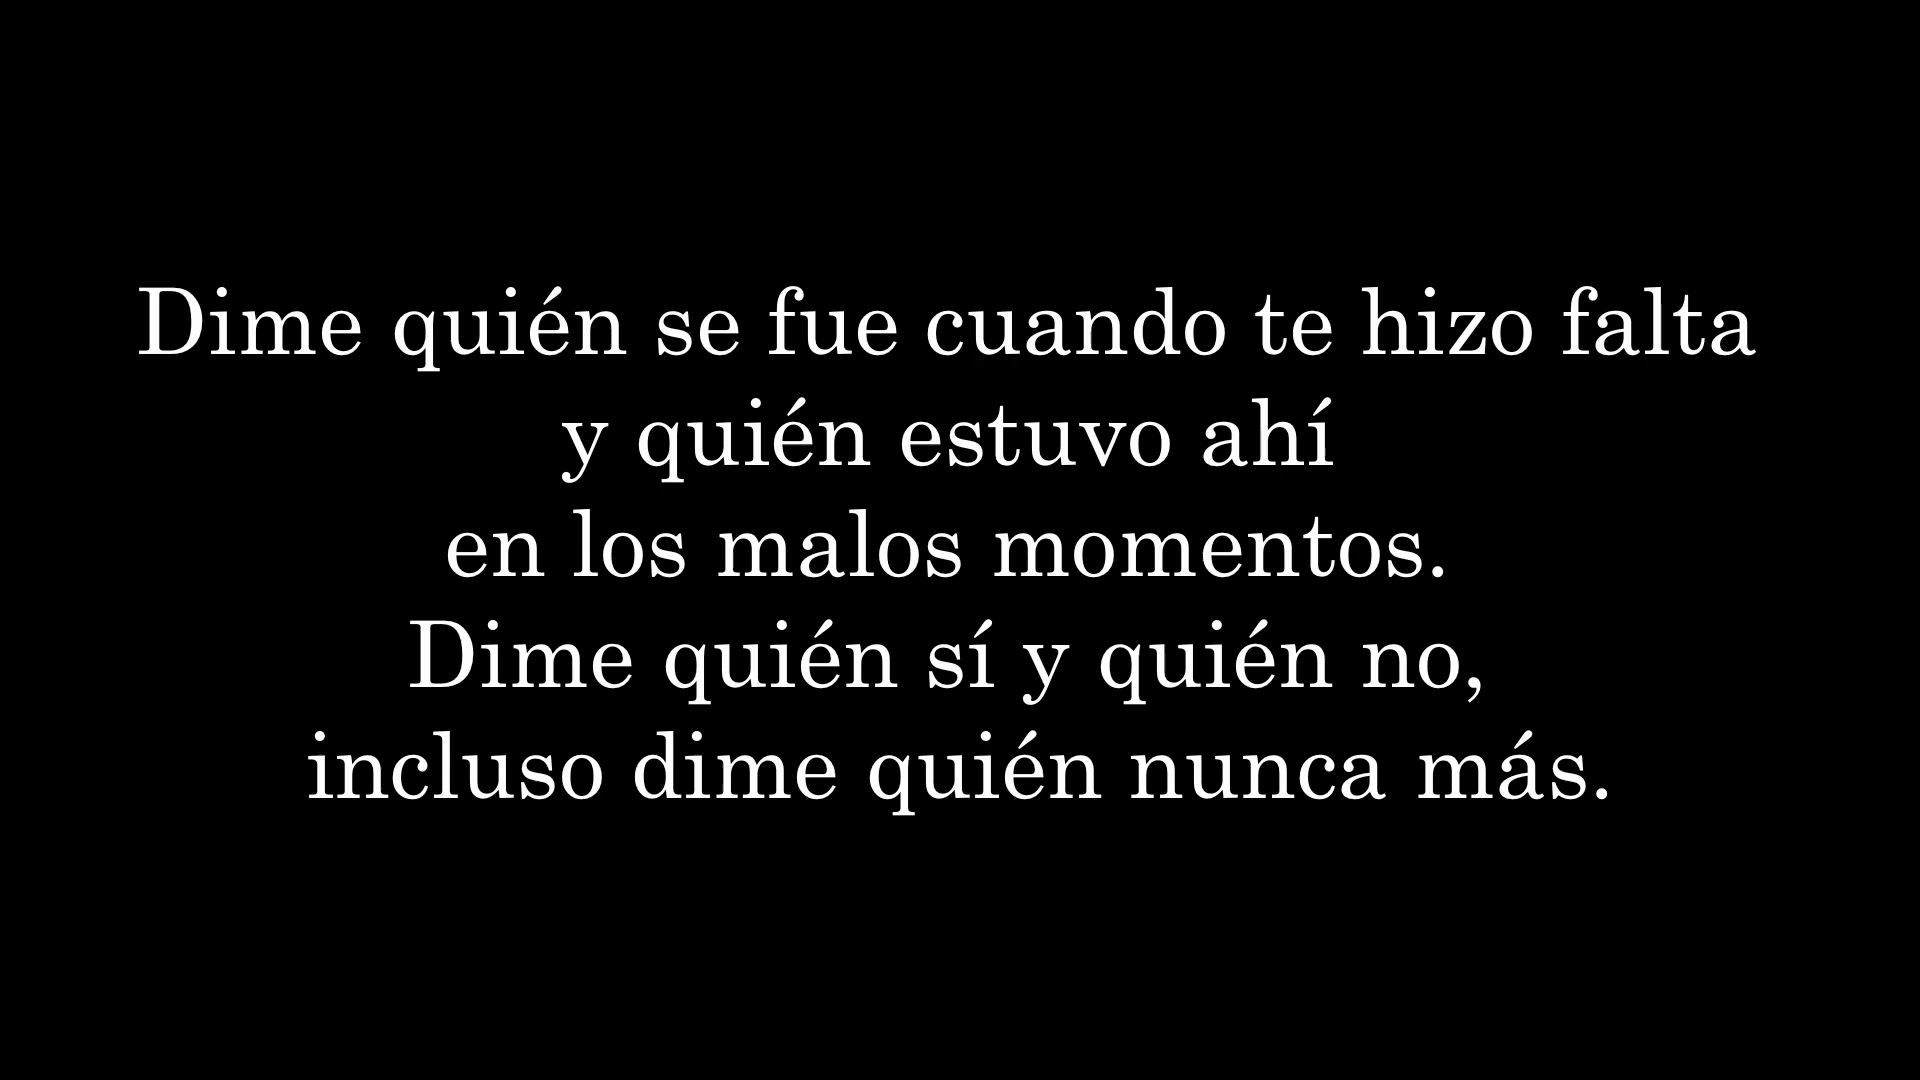 Dime quién se fue cuando te hizo falta
y quién estuvo ahí
en los malos momentos.
Dime quién sí y quién no,
incluso dime quién nunca más.